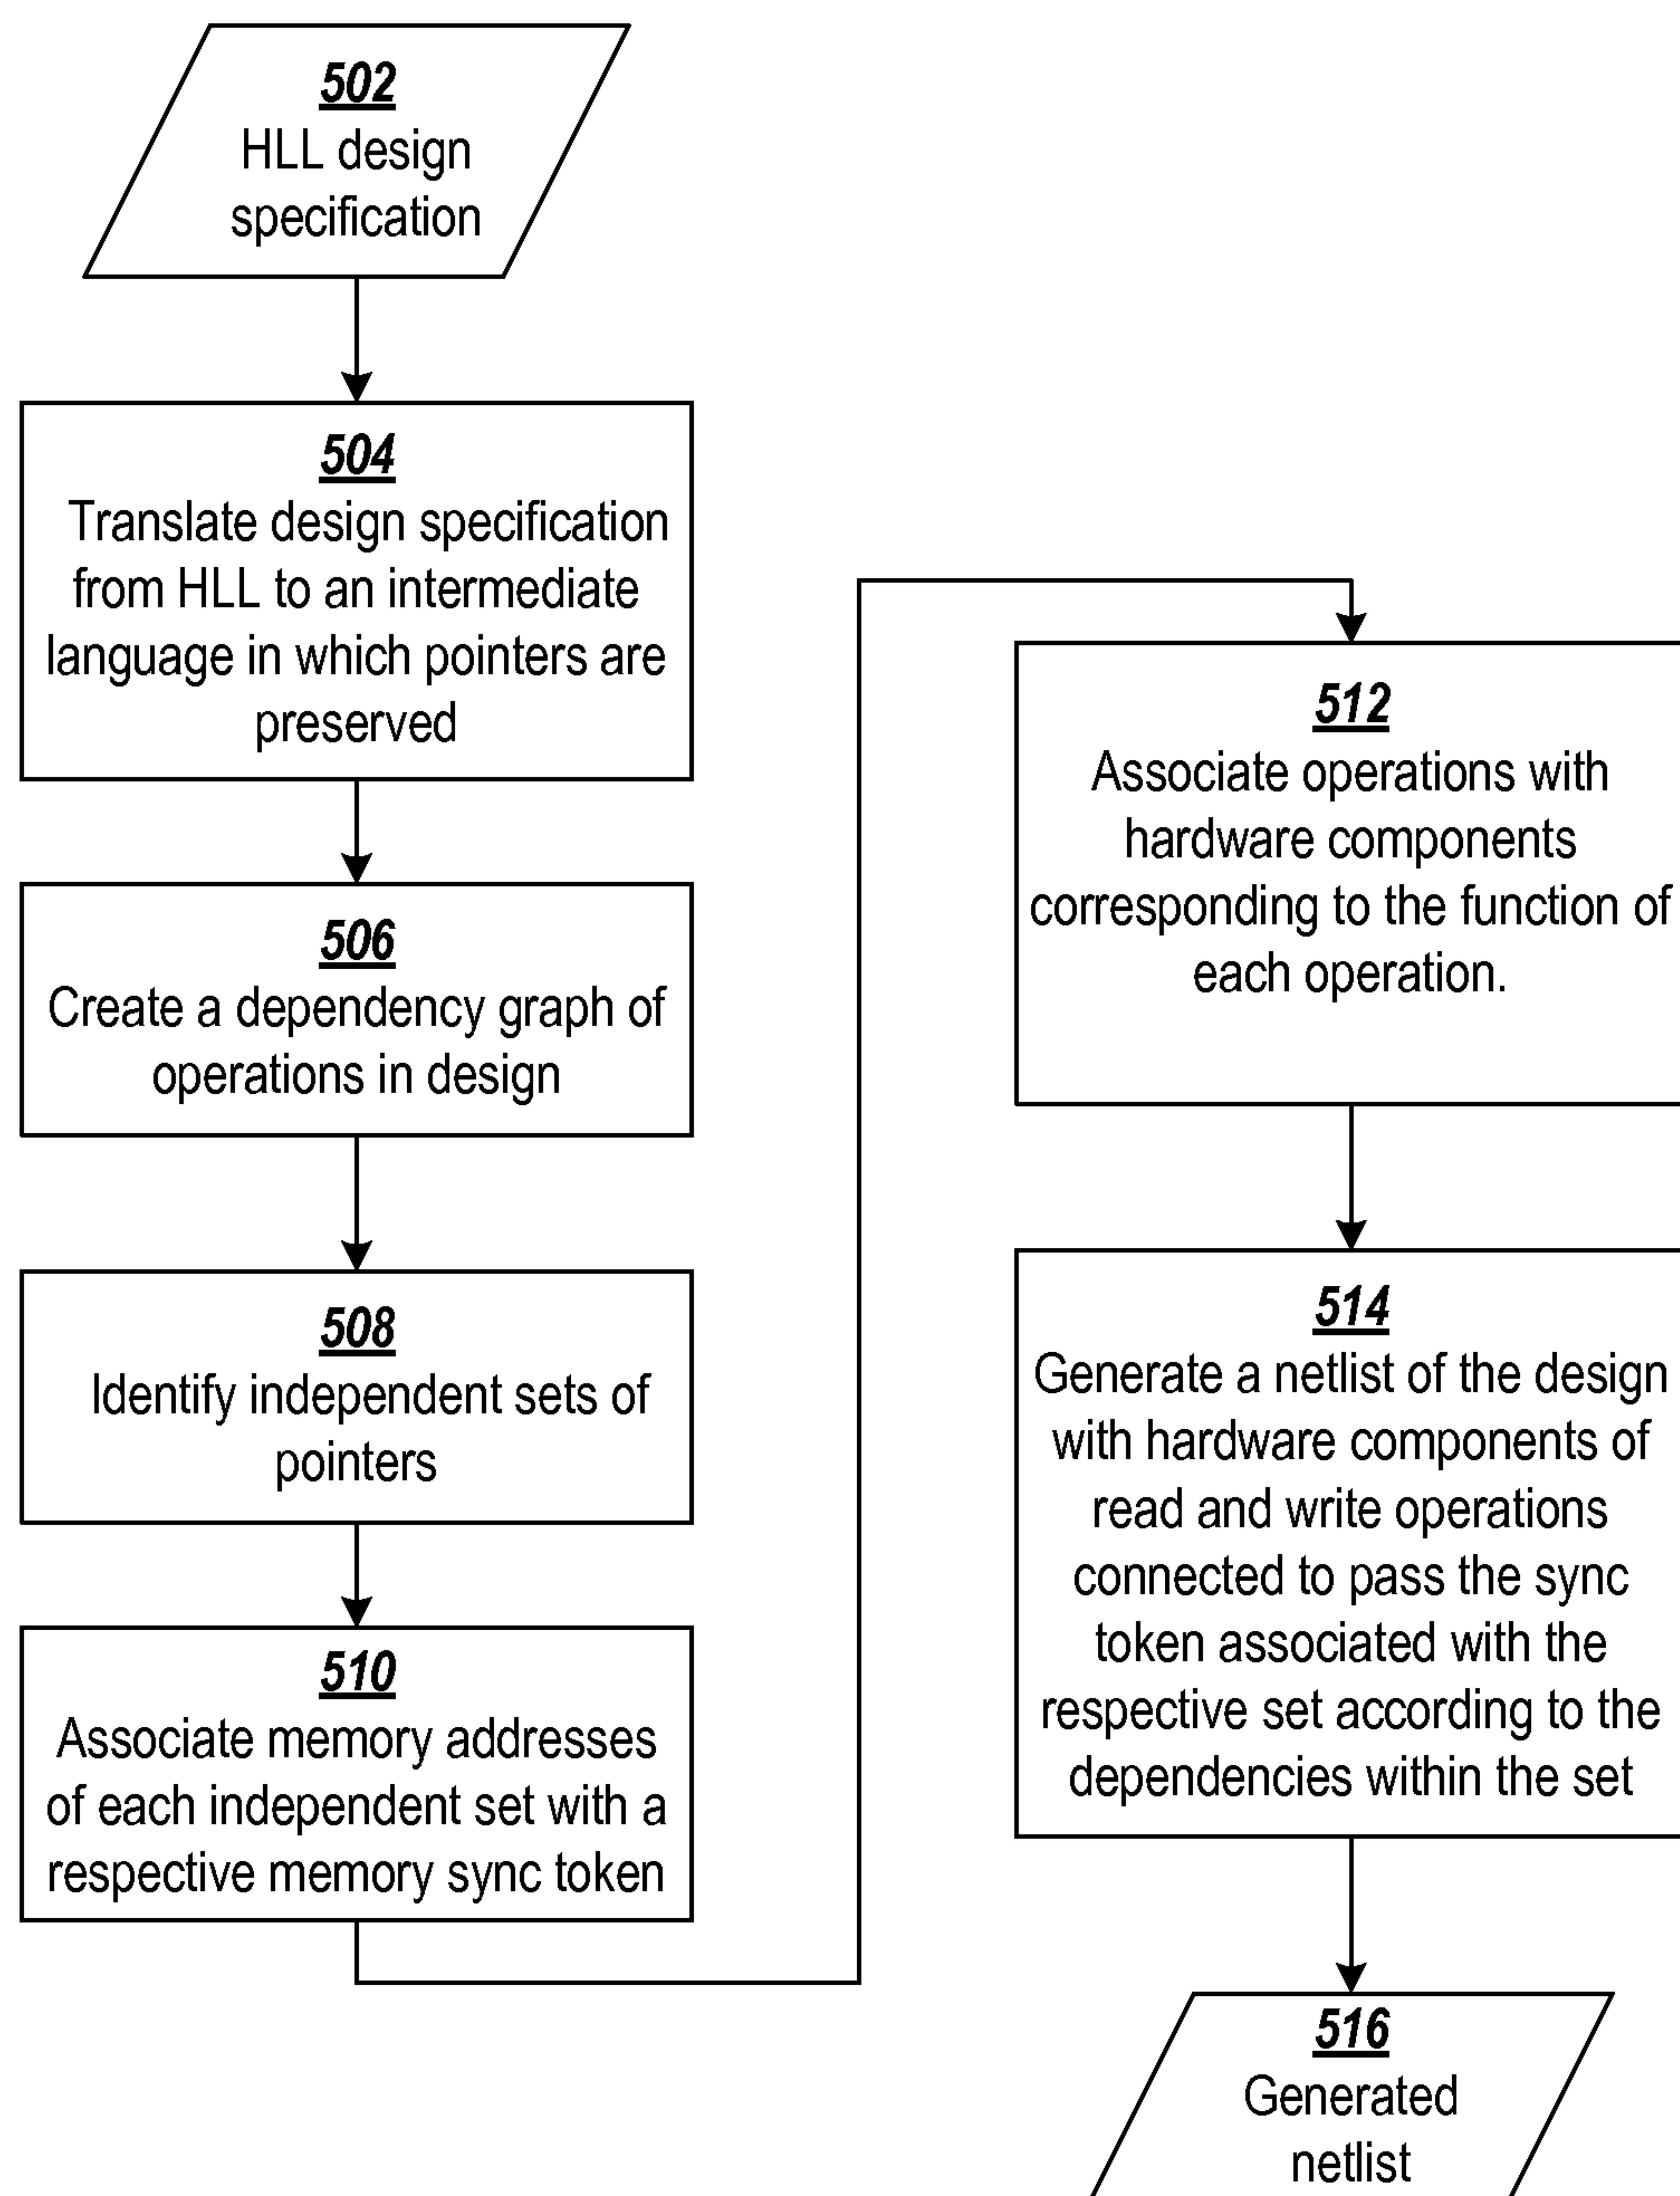 502
HLL design
specification
504
Translate design specification
from HLL to an intermediate
language in which pointers are
preserved
506
Create a dependency graph of
operations in design
508
Identify independent sets of
pointers
510
Associate memory addresses
of each independent set with a
respective memory sync token
512
Associate operations with
hardware components
corresponding to the function of
each operation.
514
Generate a netlist of the design
with hardware components of
read and write operations
connected to pass the sync
token associated with the
respective set according to the
dependencies within the set
516
Generated
netlist